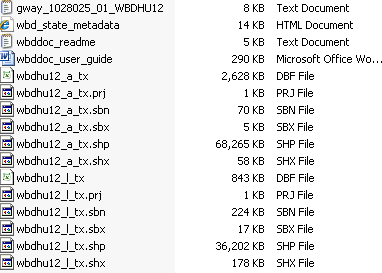 gway_1028025_01_WBDHU12 8 KB Text Document
wbd_state_metadata 14 KB HTML Document
wbddoc_readme 5 KB Text Document
wbddoc_user_guide 290 KB Microsoft Office Wo...
wbdhu12_a_tx 2,628 KB DBF File
wbdhu12_a_tx.prj 1 KB PRJ File
wbdhu12_a_tx.sbn 70 KB SBN File
wbdhu12_a_tx.sbx 5 KB SBX File
wbdhu12_a_tx.shp 68,265 KB SHP File
wbdhu12_a_tx.shx 58 KB SHX File
wbdhu12_l_tx 843 KB DBF File
wbdhu12_l_tx.prj 1 KB PRJ File
wbdhu12_l_tx.sbn 224 KB SBN File
wbdhu12_l_tx.sbx 17 KB SBX File
wbdhu12_l_tx.shp 36,202 KB SHP File
wbdhu12_l_tx.shx 178 KB SHX File